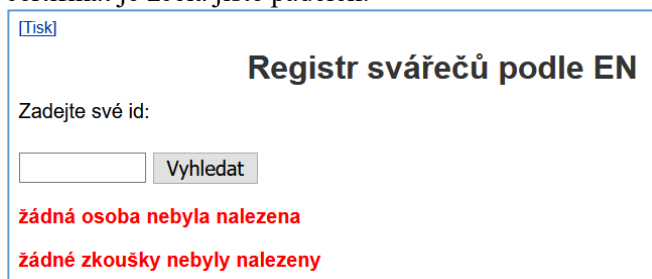 [Tisk]
Registr svářečů podle EN
Zadejte své id:
Vyhledat
žádná osoba nebyla nalezena
žádné zkoušky nebyly nalezeny